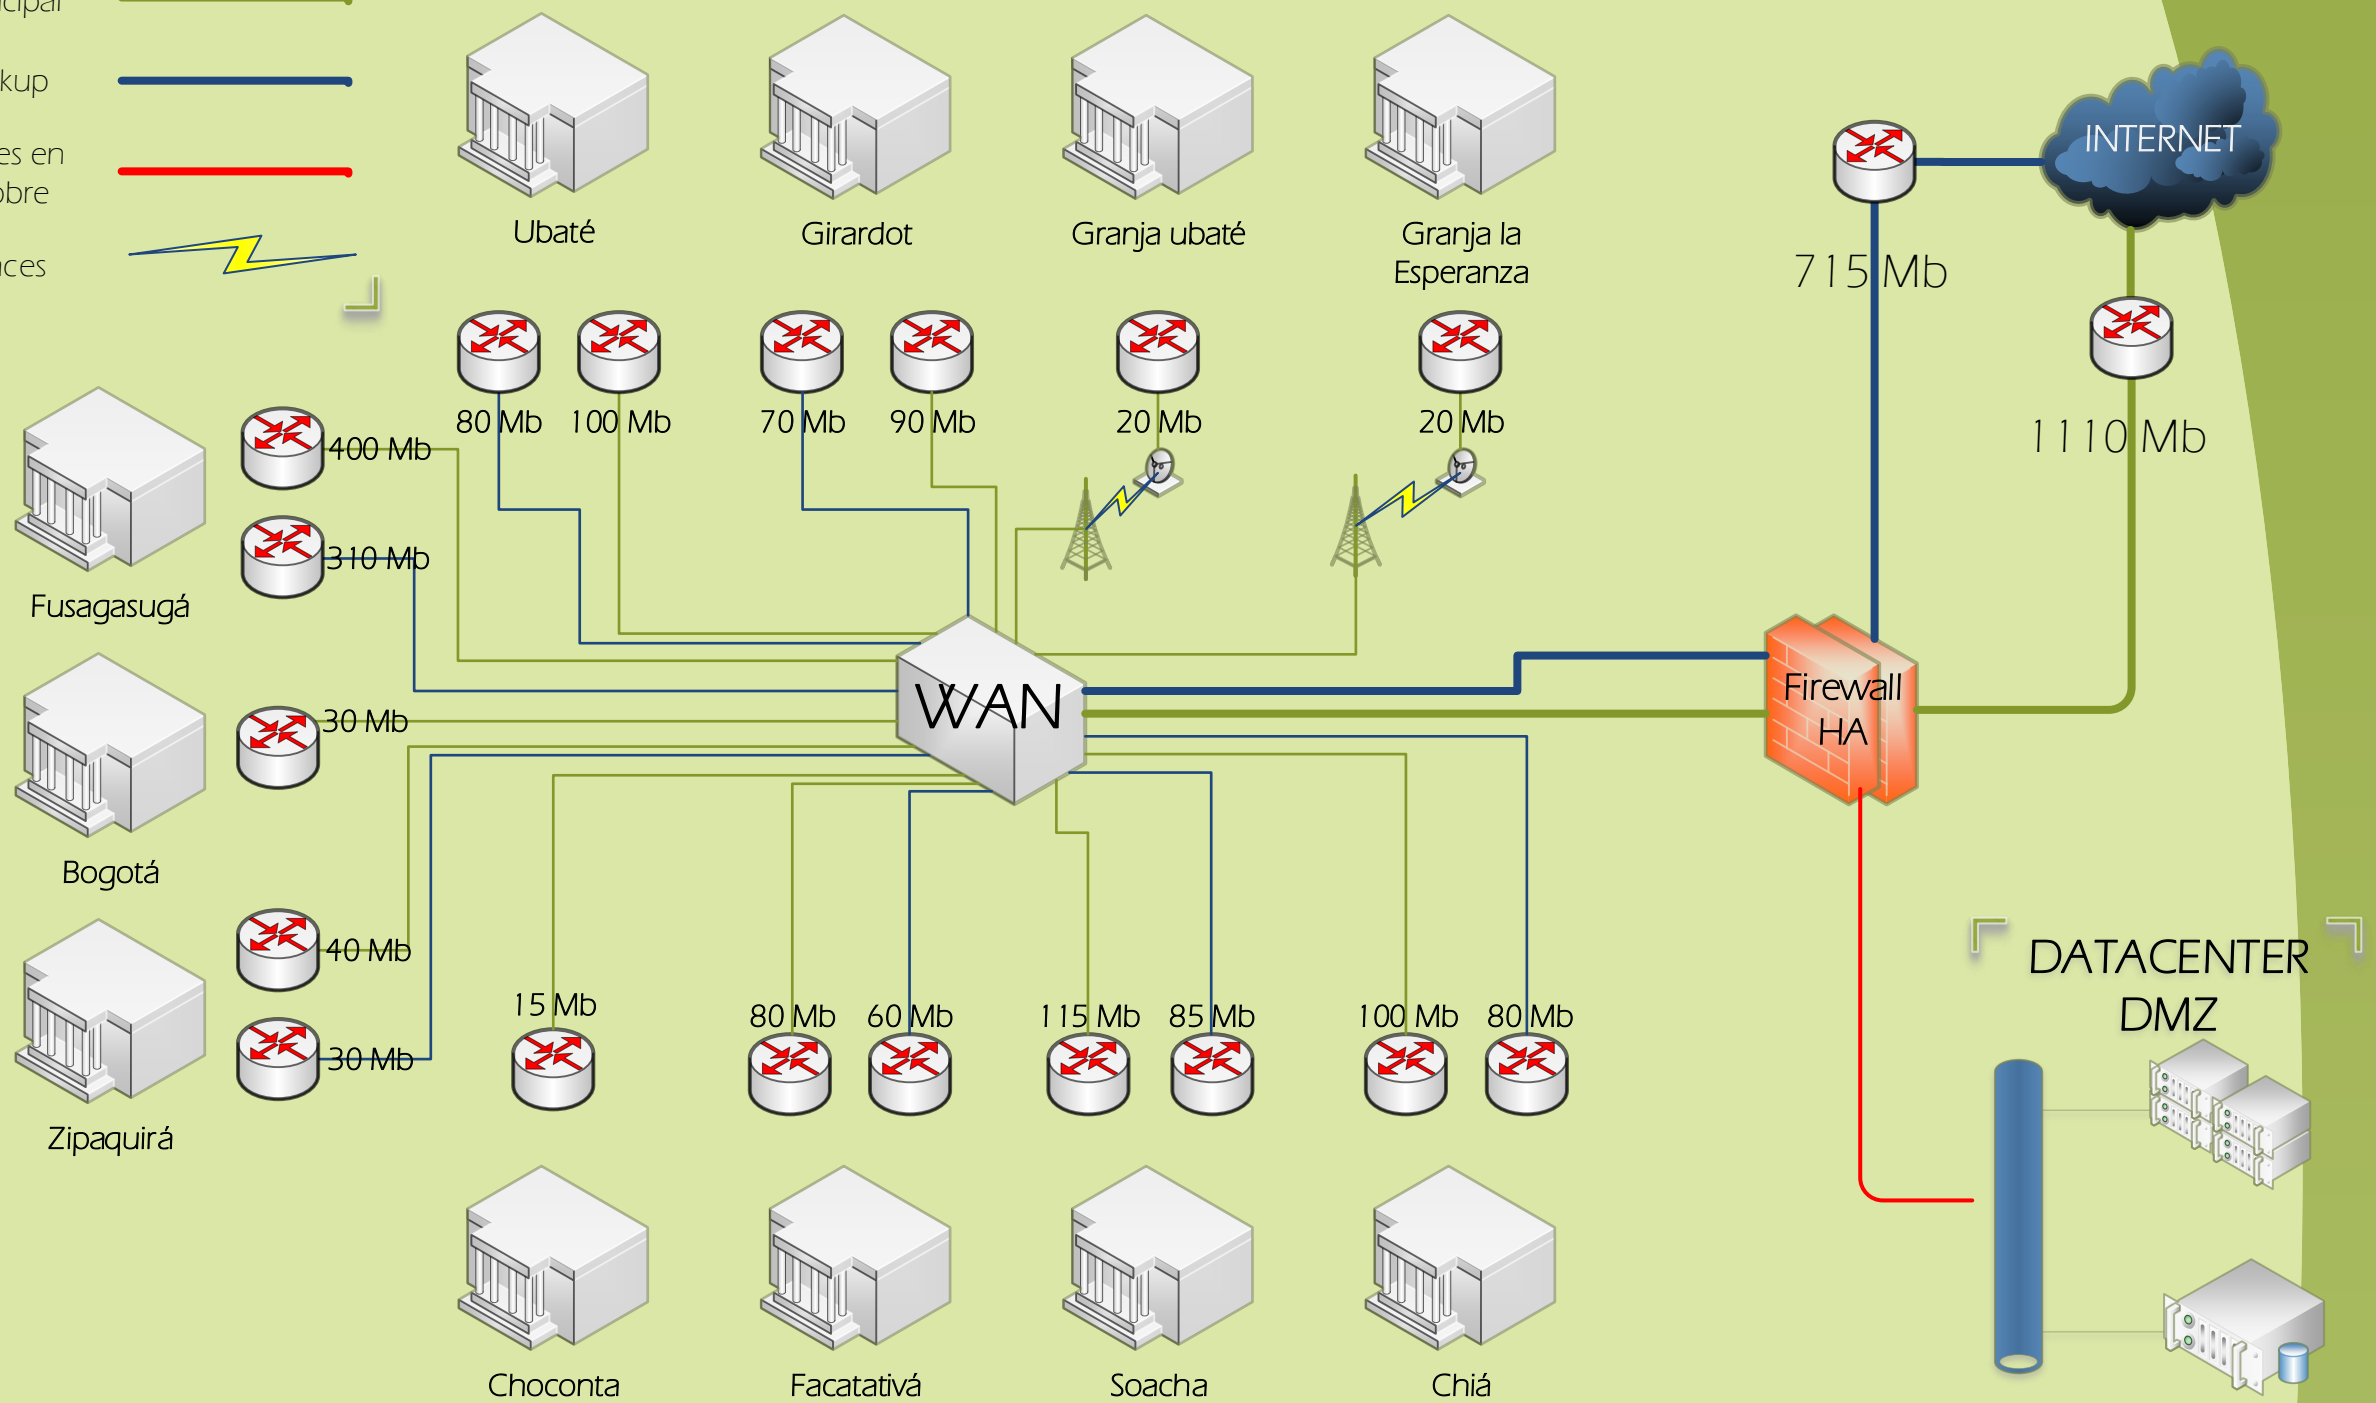 cipal
kup
es en
obre
ces
Ubaté
Girardot
Granja ubaté
Granja la
Esperanza
INTERNET
715 Mb
1110 Mb
80 Mb
100 Mb
70 Mb
90 Mb
20 Mb
20 Mb
400 Mb
310 Mb
Fusagasugá
WAN
Firewall
HA
30 Mb
Bogotá
40 Mb
30 Mb
Zipaquirá
15 Mb
80 Mb
60 Mb
115 Mb
85 Mb
100 Mb
80 Mb
DATACENTER
DMZ
Choconta
Facatativá
Soacha
Chiá